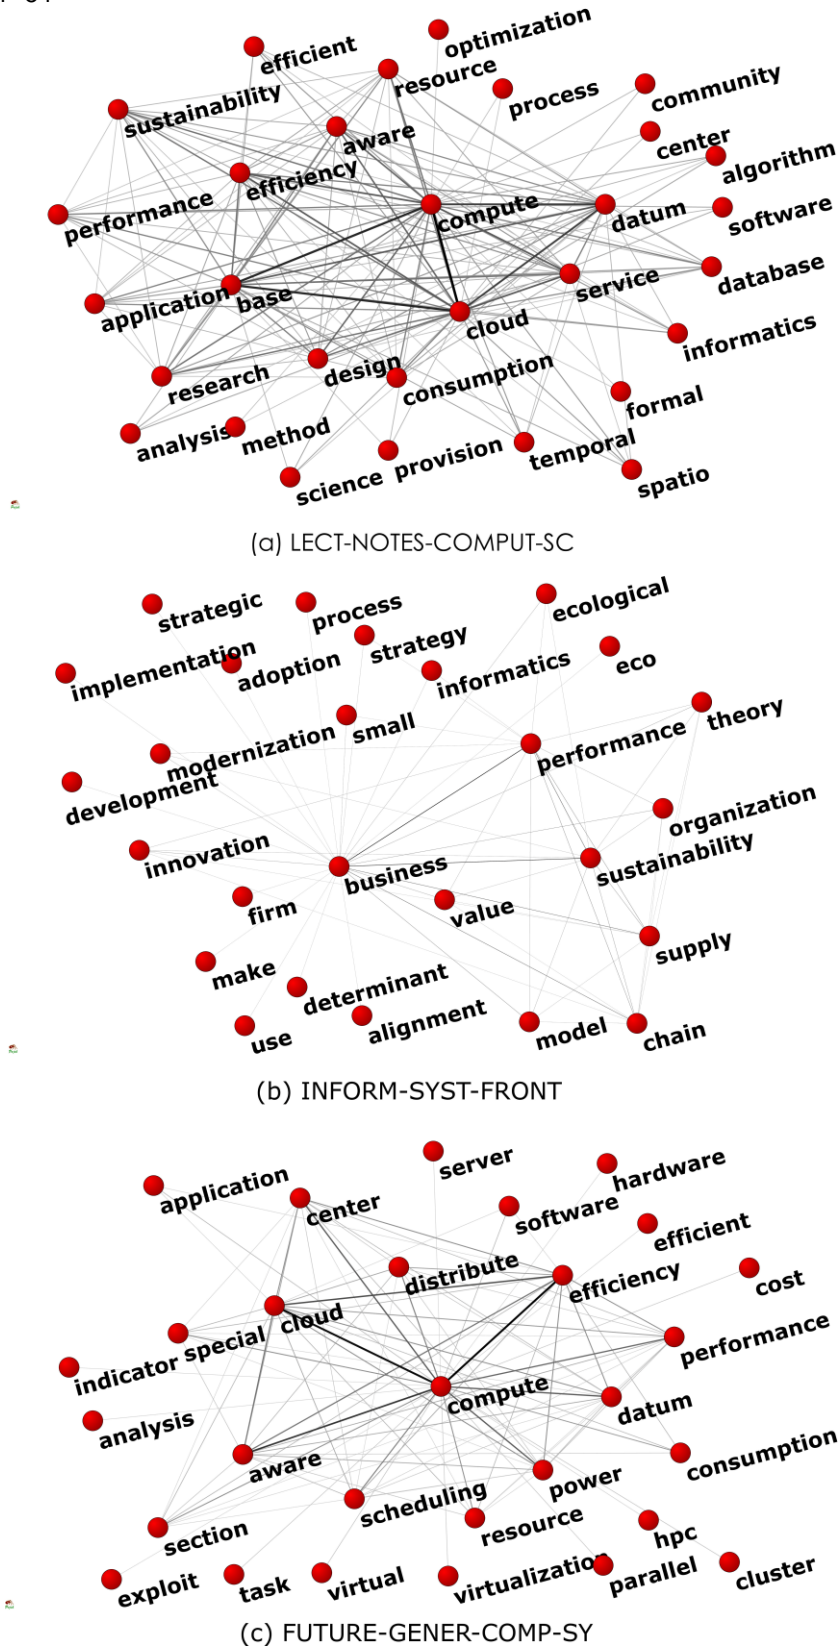 efficient
optimization
resource
sustainability
process
community
aware
center
algorithm
efficiency
performance
compute
datum
software
application
base
service
database
cloud
informatics
research
design
consumption
formal
analysis
method
science
provision
temporal
spatio
(a) LECT-NOTES-COMPUT-SC
strategic
process
ecological
implementation
adoption
strategy
informatics
eco
modernization
small
performance
theory
development
innovation
business
organization
sustainability
firm
value
supply
make
determinant
use
alignment
model
chain
(b) INFORM-SYST-FRONT
server
hardware
application
center
software
efficient
distribute
efficiency
cost
cloud
special
performance
indicator
compute
datum
analysis
aware
power
consumption
scheduling
section
resource
hpc
exploit
task
virtual
virtualization
parallel
cluster
(c) FUTURE-GENER-COMP-SY